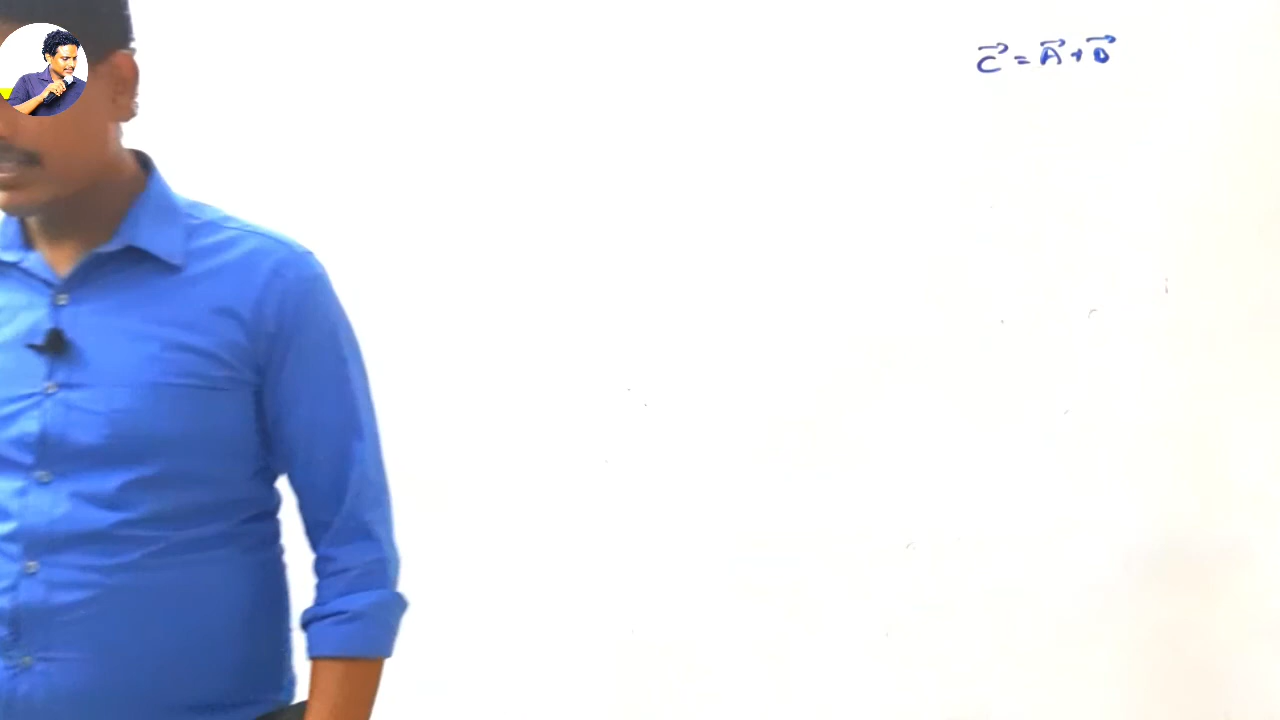 C⃗ = A⃗ + B⃗